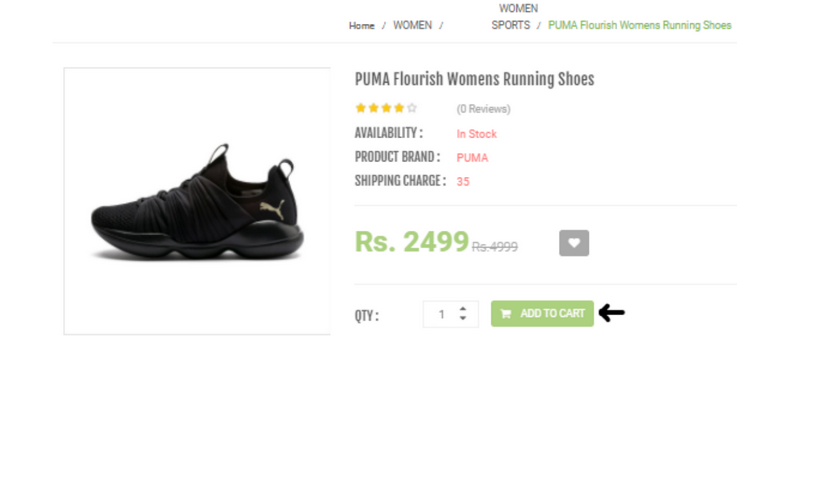 WOMEN
Home / WOMEN / SPORTS / PUMA Flourish Womens Running Shoes
PUMA Flourish Womens Running Shoes
(0 Reviews)
AVAILABILITY : In Stock
PRODUCT BRAND : PUMA
SHIPPING CHARGE : 35
Rs. 2499 Rs.4999
QTY : 1 ADD TO CART